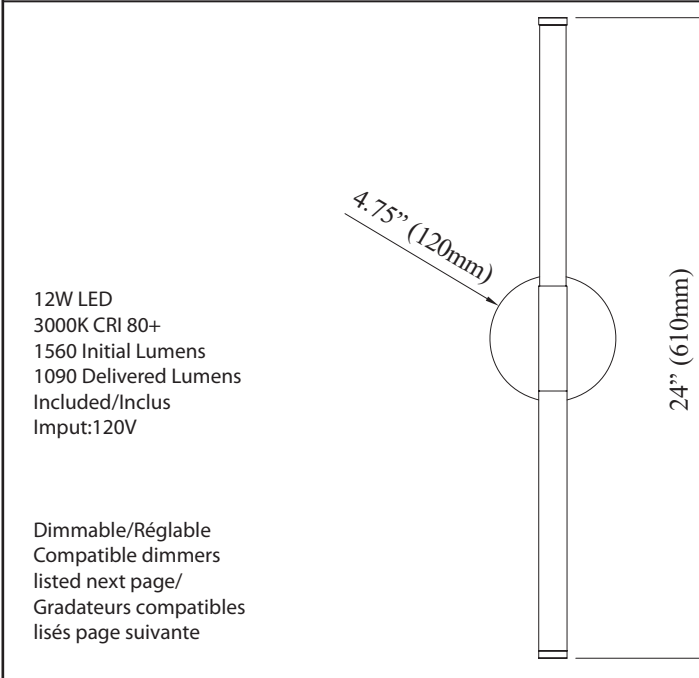 4.75” (120mm)
24” (610mm)
12W LED
3000K CRI 80+
1560 Initial Lumens
1090 Delivered Lumens
Included/Inclus
Imput:120V
Dimmable/Réglable
Compatible dimmers
listed next page/
Gradateurs compatibles
lisés page suivante